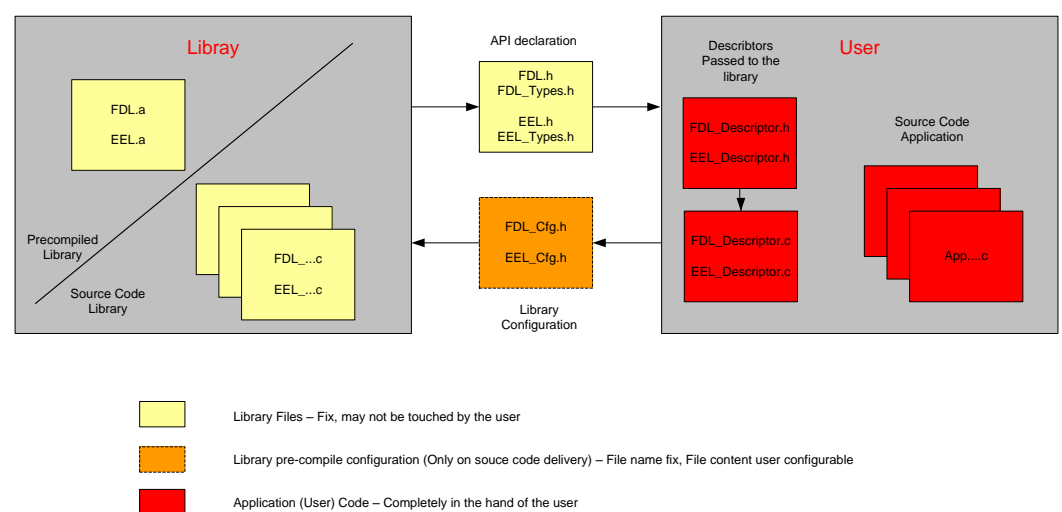 Libray
FDL.a
EEL.a
Precompiled
Library
Source Code
Library
FDL_...c
EEL_...c
API declaration
FDL.h
FDL_Types.h
EEL.h
EEL_Types.h
FDL_Cfg.h
EEL_Cfg.h
Library
Configuration
User
Describtors
Passed to the
library
FDL_Descriptor.h
EEL_Descriptor.h
FDL_Descriptor.c
EEL_Descriptor.c
Source Code
Application
App....c
Library Files – Fix, may not be touched by the user
Library pre-compile configuration (Only on souce code delivery) – File name fix, File content user configurable
Application (User) Code – Completely in the hand of the user